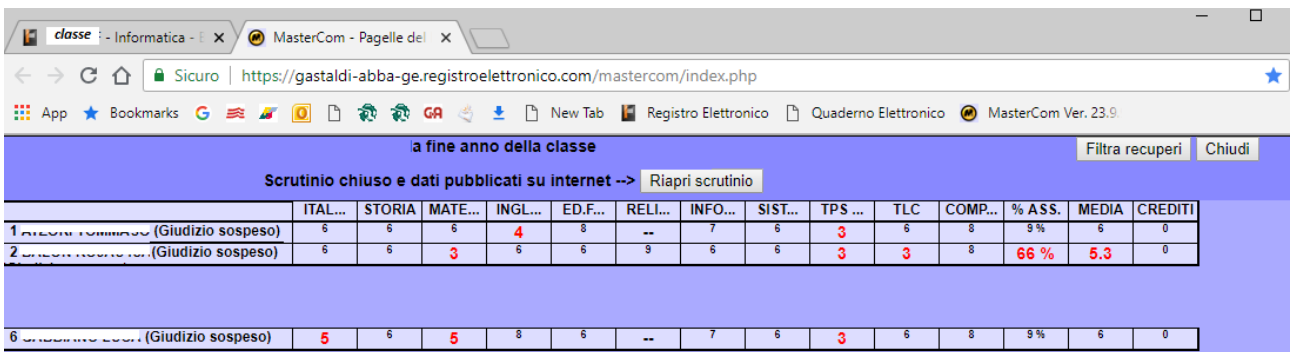 classe - Informatica - E MasterCom - Pagelle del
Sicuro | https://gastaldi-abba-ge.registroelettronico.com/mastercom/index.php
App Bookmarks G GA New Tab Registro Elettronico Quaderno Elettronico MasterCom Ver. 23.9.
a fine anno della classe Filtra recuperi Chiudi
Scrutinio chiuso e dati pubblicati su internet --> Riapri scrutinio
ITAL... STORIA MATE... INGL... ED.F... RELI... INFO... SIST... TPS ... TLC COMP... % ASS. MEDIA CREDITI
1 (Giudizio sospeso) 6 6 6 4 8 -- 7 6 3 6 8 9 % 6 0
2 (Giudizio sospeso) 6 6 3 6 6 9 6 6 3 3 8 66 % 5.3 0
6 (Giudizio sospeso) 5 6 5 8 6 -- 7 6 3 6 8 9 % 6 0